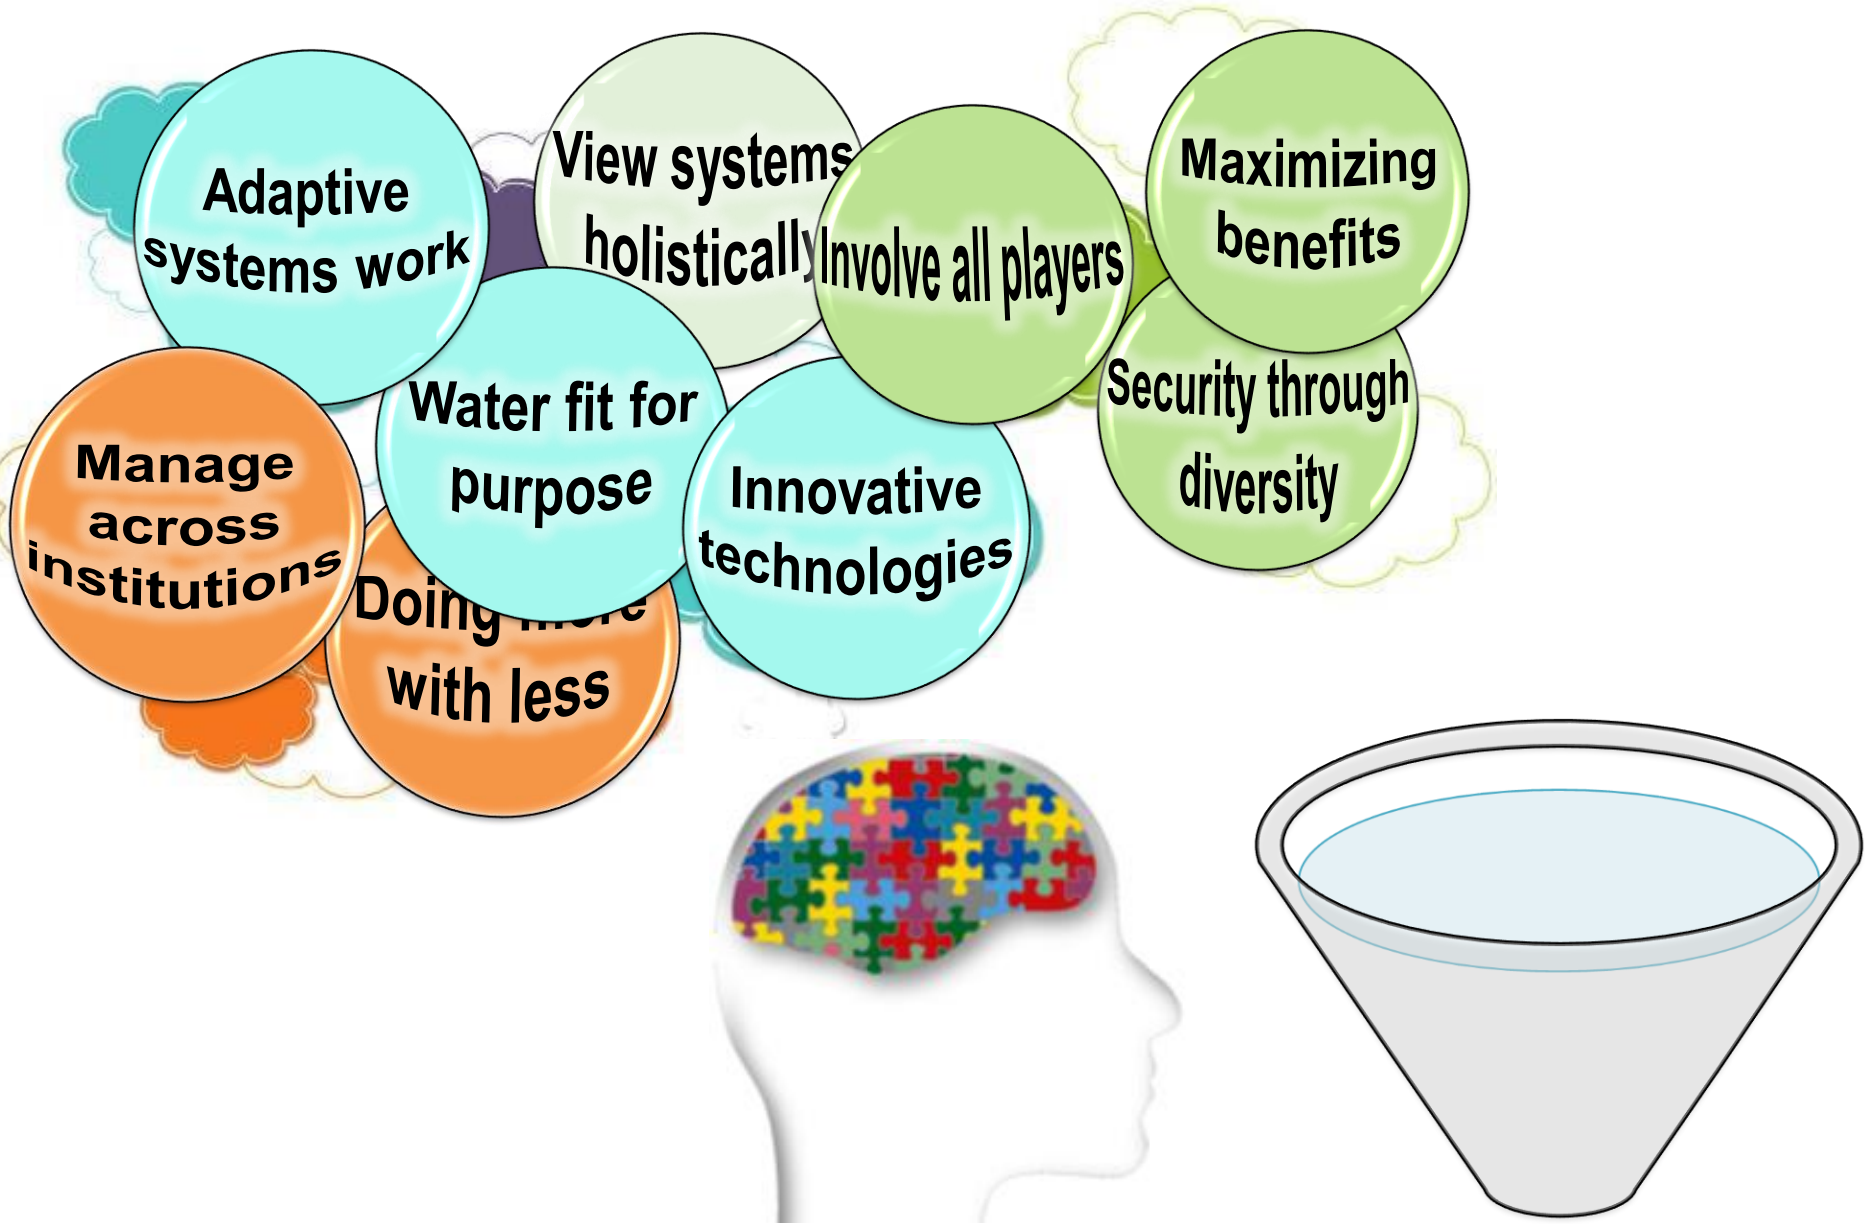 Adaptive
systems work
View systems
holistically
Involve all players
Maximizing
benefits
Security through
diversity
Manage
across
institutions
Water fit for
purpose
Innovative
technologies
Doing more
with less